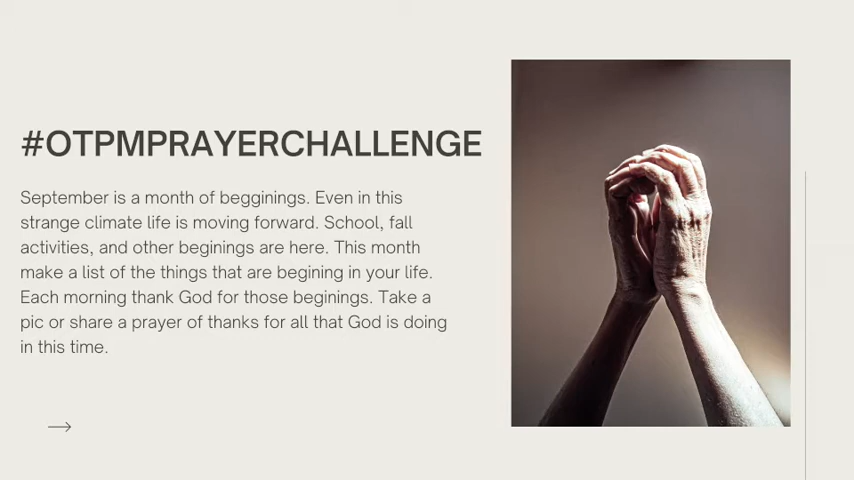 #OTPMPRAYERCHALLENGE
September is a month of begginings. Even in this
strange climate life is moving forward. School, fall
activities, and other beginings are here. This month
make a list of the things that are begining in your life.
Each morning thank God for those beginings. Take a
pic or share a prayer of thanks for all that God is doing
in this time.